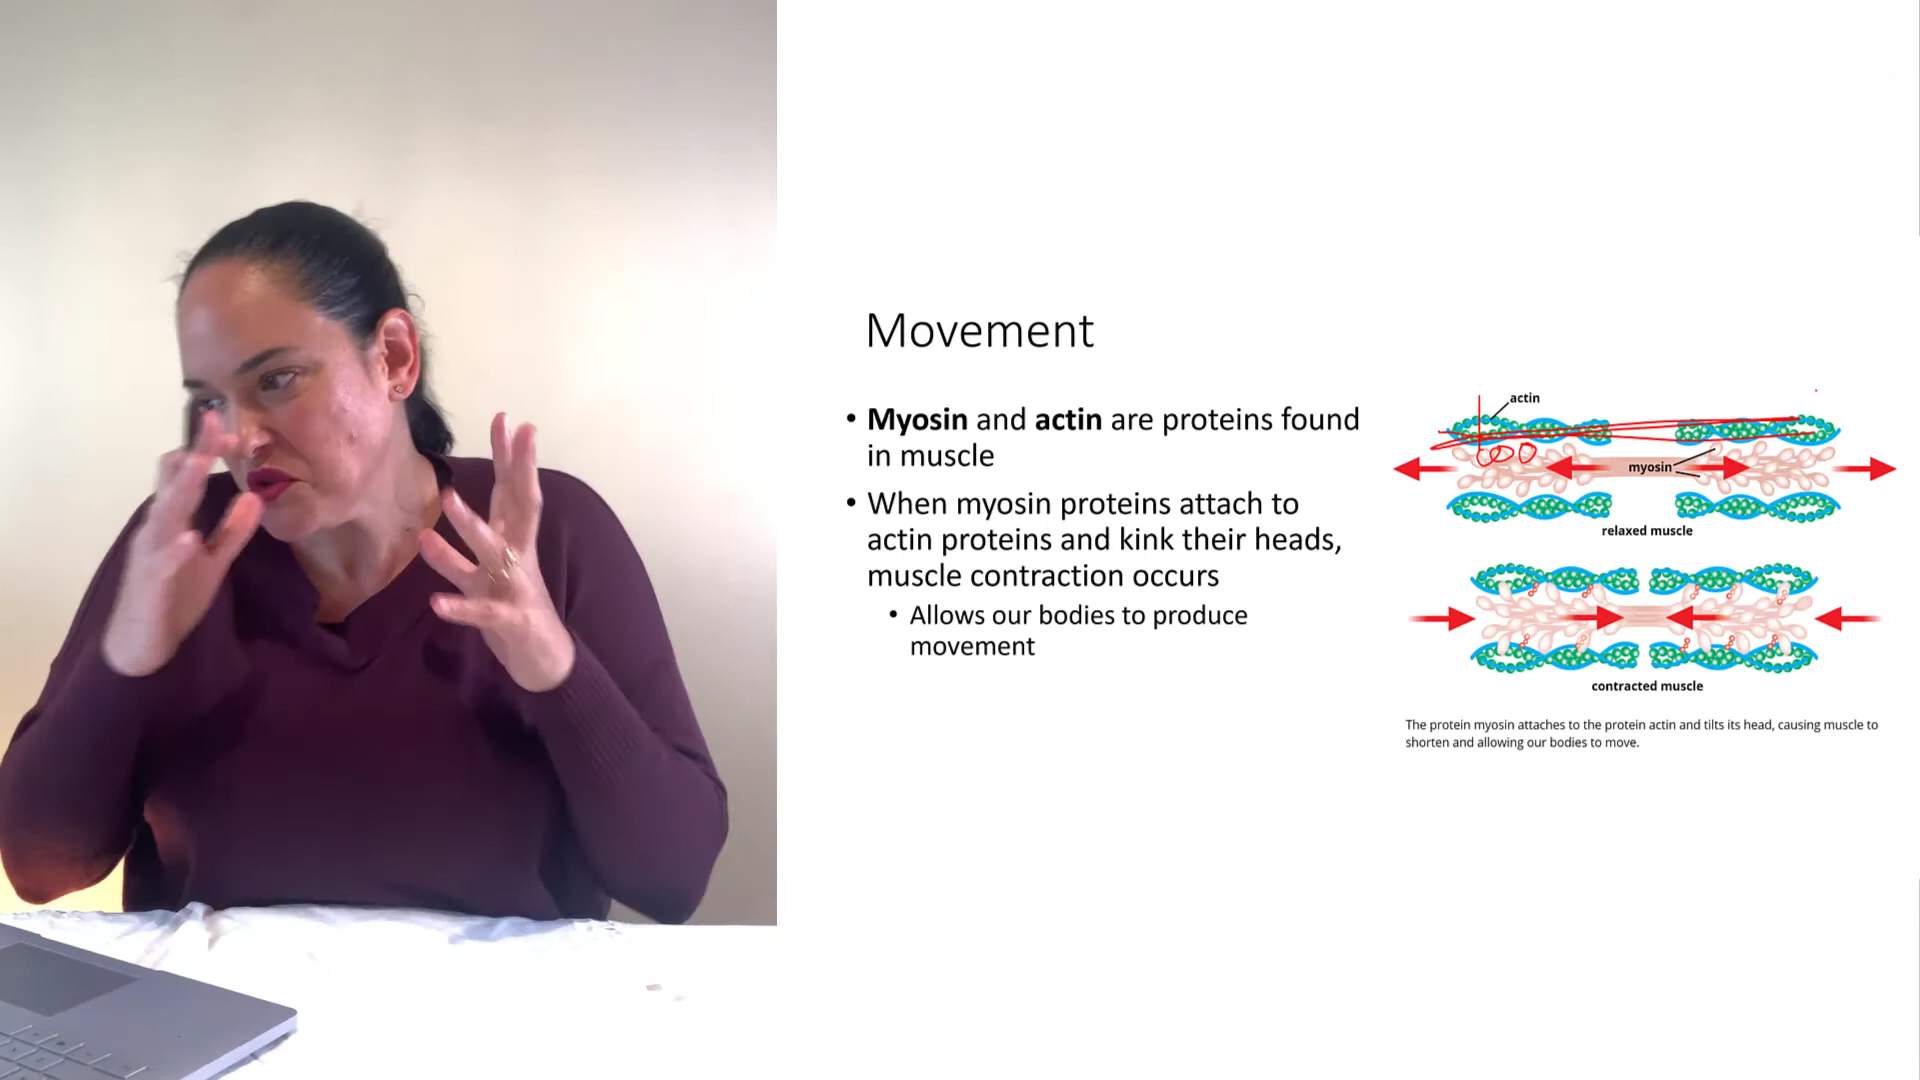 Movement
• Myosin and actin are proteins found
in muscle
• When myosin proteins attach to
actin proteins and kink their heads,
muscle contraction occurs
• Allows our bodies to produce
movement
actin
myosin
relaxed muscle
contracted muscle
The protein myosin attaches to the protein actin and tilts its head, causing muscle to
shorten and allowing our bodies to move.